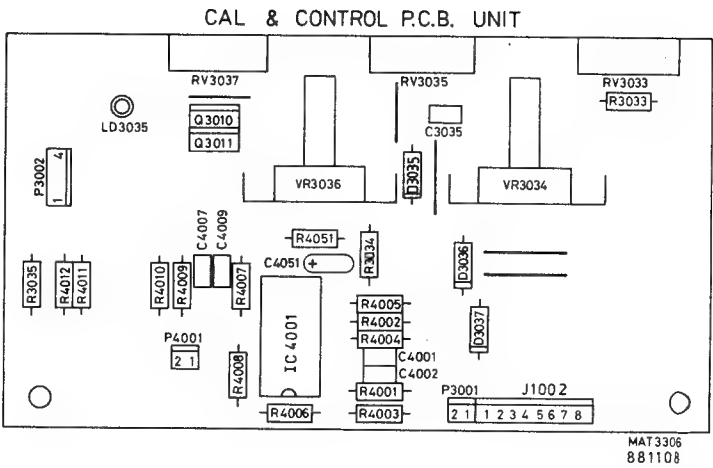 CAL & CONTROL P.C.B. UNIT
RV3037
RV3035
RV3033
LD3035
Q3010
Q3011
C3035
R3033
P3002
1 4
VR3036
D3035
VR3034
C4007
C4009
R4051
C4051
+
R3034
D3036
R3035
R4012
R4011
R4010
R4009
R4007
IC4001
R4005
R4002
R4004
D3037
P4001
2 1
R4008
C4001
C4002
R4001
P3001
J1002
R4006
R4003
2 1
1 2 3 4 5 6 7 8
MAT3306
881108